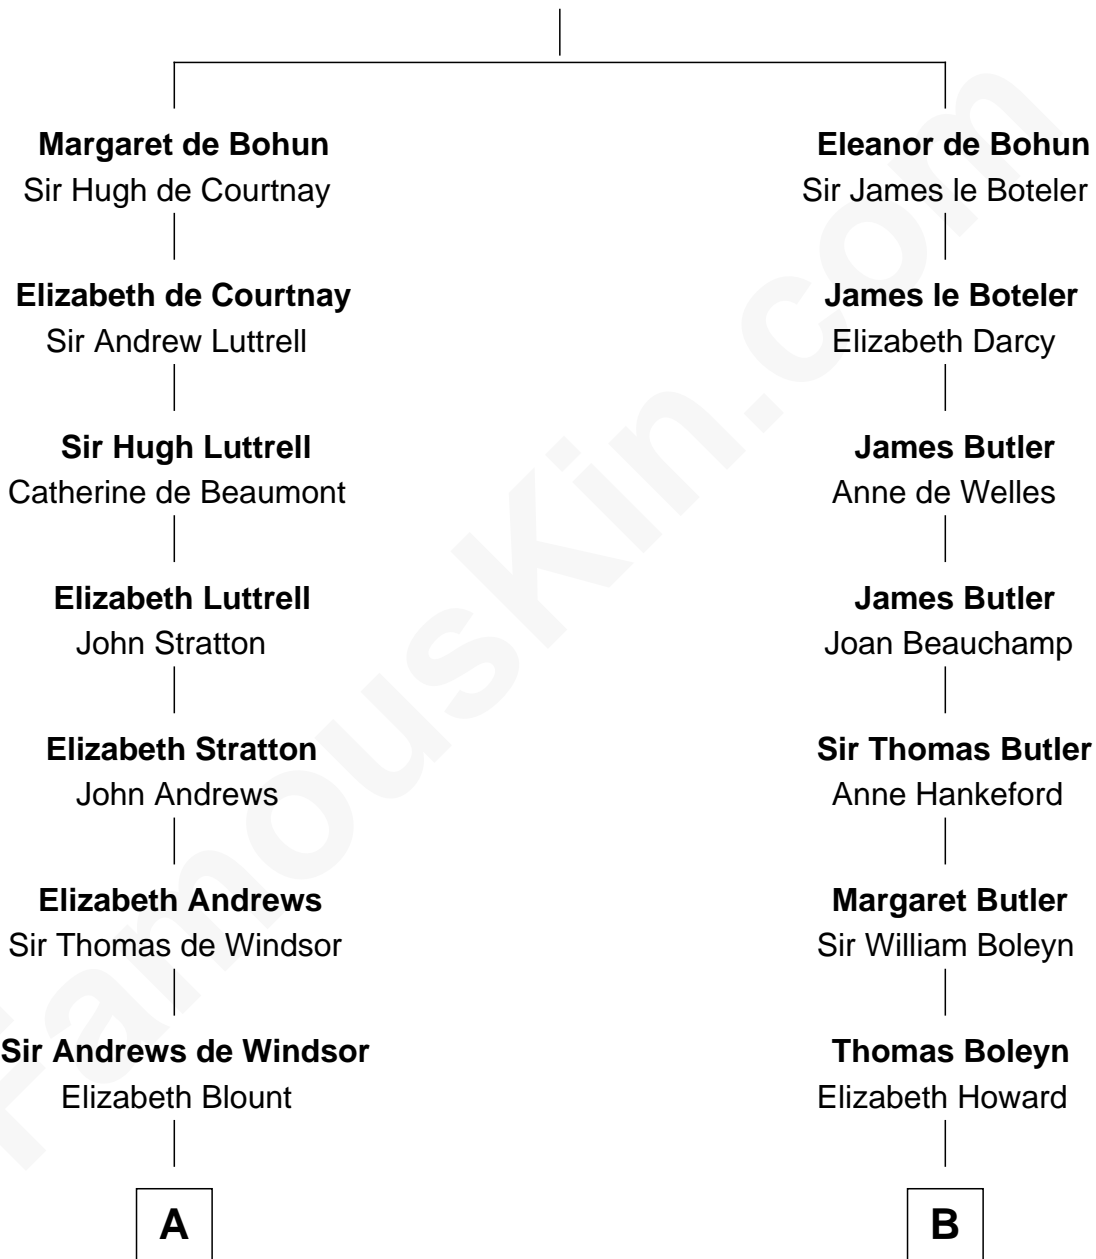 Margaret de Bohun
Sir Hugh de Courtnay
Elizabeth de Courtnay
Sir Andrew Luttrell
Sir Hugh Luttrell
Catherine de Beaumont
Elizabeth Luttrell
John Stratton
Elizabeth Stratton
John Andrews
Elizabeth Andrews
Sir Thomas de Windsor
Sir Andrews de Windsor
Elizabeth Blount
A
Eleanor de Bohun
Sir James le Boteler
James le Boteler
Elizabeth Darcy
James Butler
Anne de Welles
James Butler
Joan Beauchamp
Sir Thomas Butler
Anne Hankeford
Margaret Butler
Sir William Boleyn
Thomas Boleyn
Elizabeth Howard
B
FamousKin.com